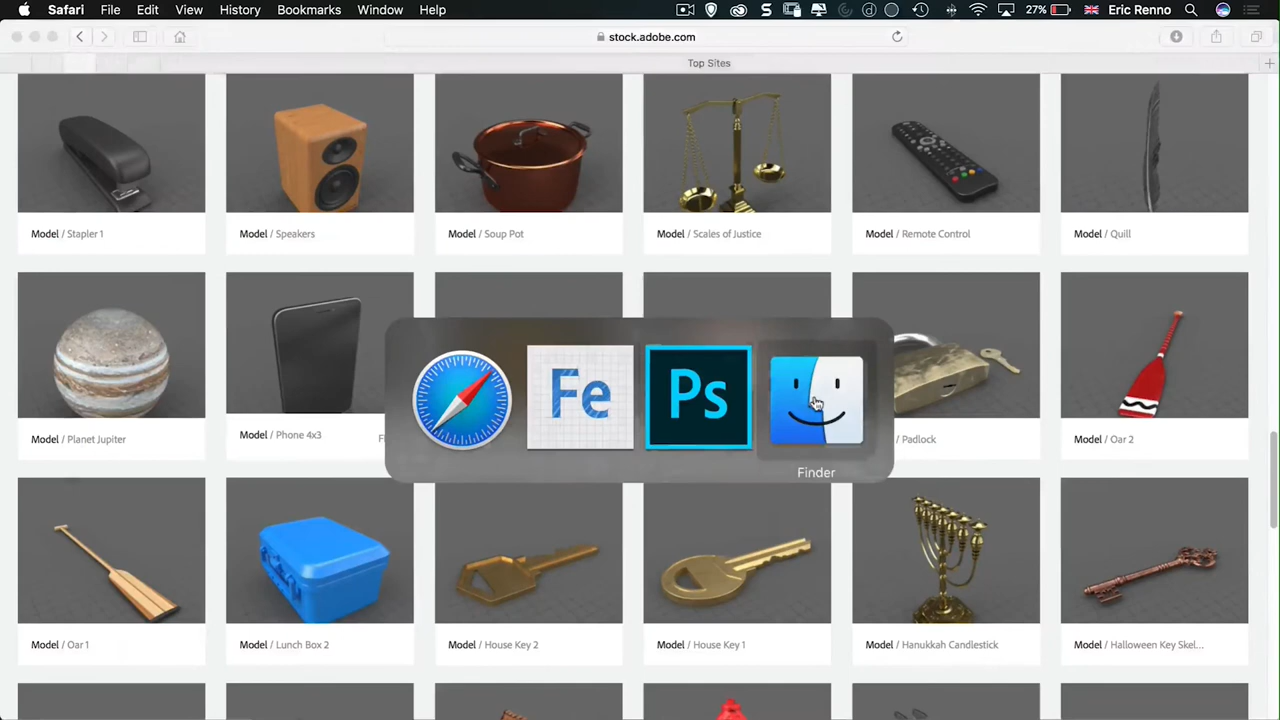 Safari File Edit View History Bookmarks Window Help 27% Eric Renno
stock.adobe.com
Top Sites
Model / Stapler 1 Model / Speakers Model / Soup Pot Model / Scales of Justice Model / Remote Control Model / Quill
Fe Ps
Model / Planet Jupiter Model / Phone 4x3 Padlock Model / Oar 2
Finder
Model / Oar 1 Model / Lunch Box 2 Model / House Key 2 Model / House Key 1 Model / Hanukkah Candlestick Model / Halloween Key Skel...